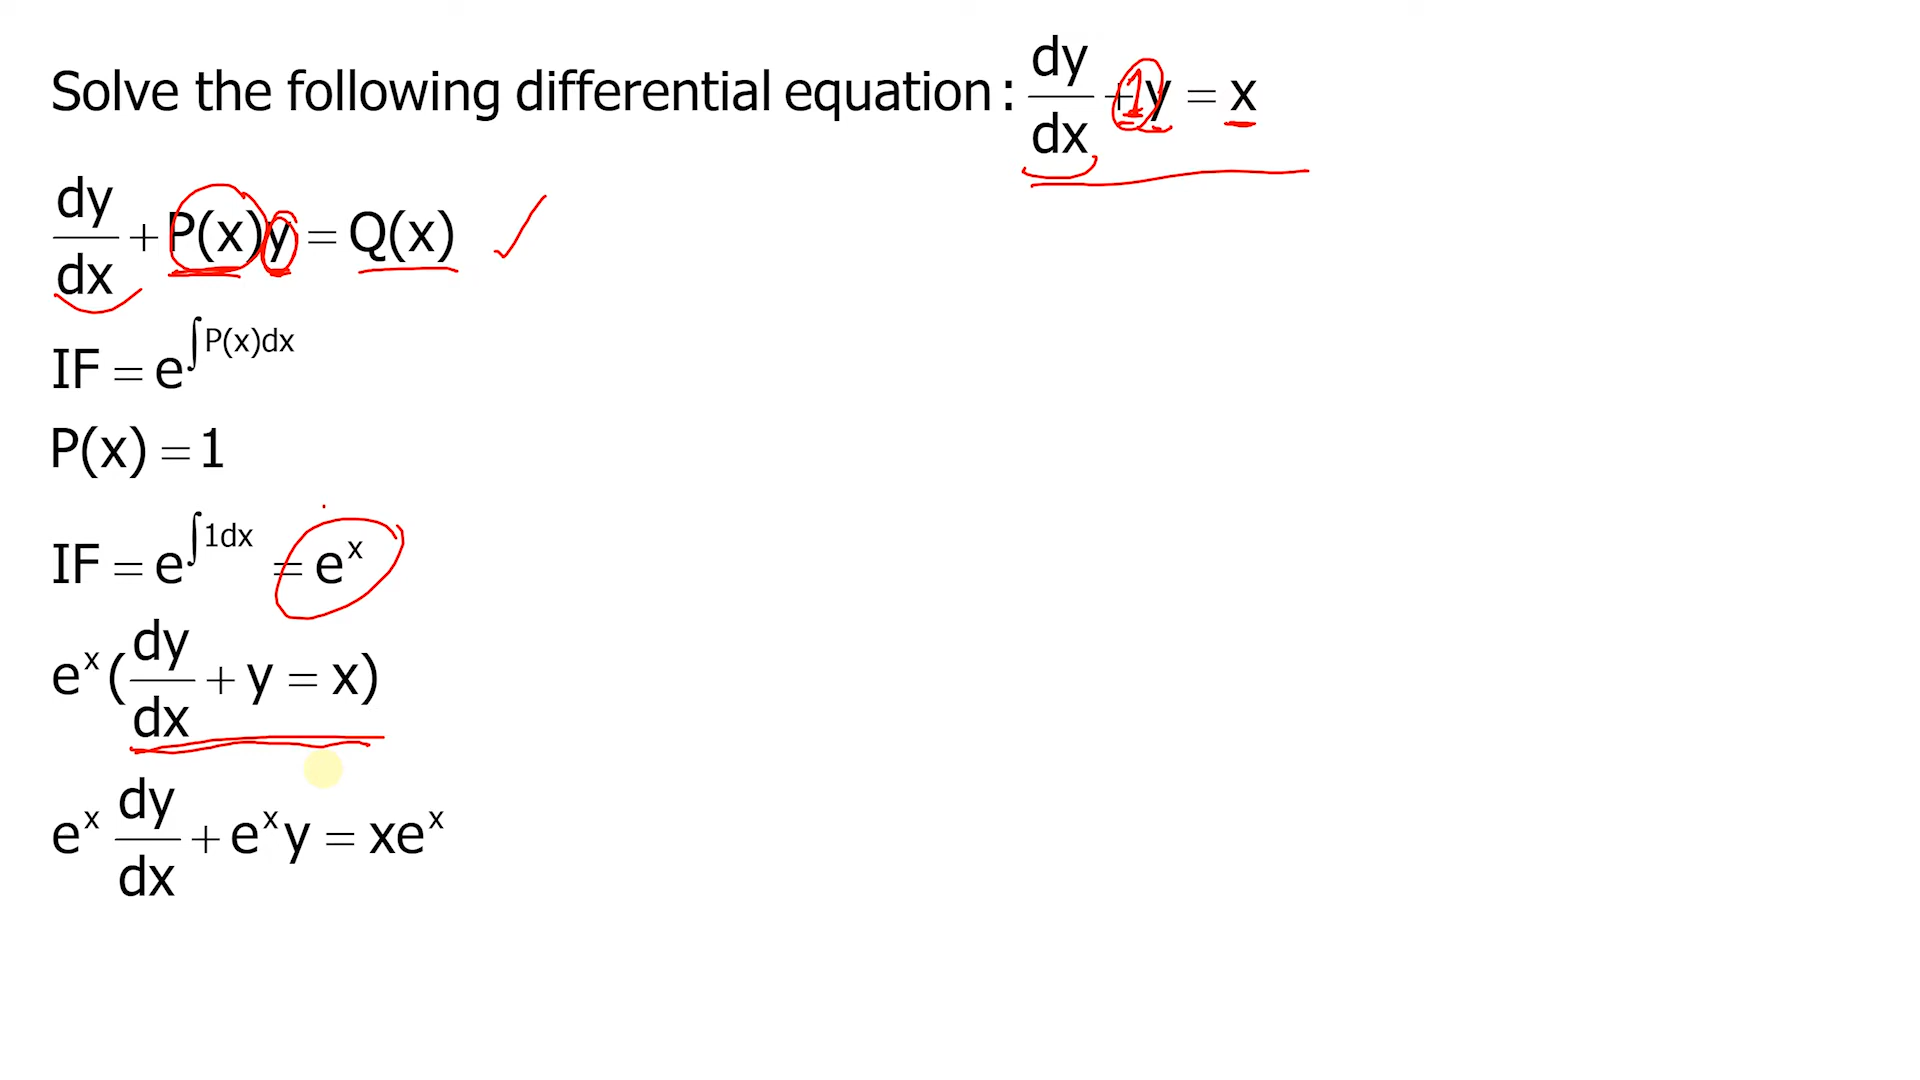 Solve the following differential equation: dy/dx + 1y = x
dy/dx + P(x)y = Q(x) ✓
IF = e^∫P(x)dx
P(x) = 1
IF = e^∫1dx = e^x
e^x(dy/dx + y = x)
e^x dy/dx + e^x y = xe^x